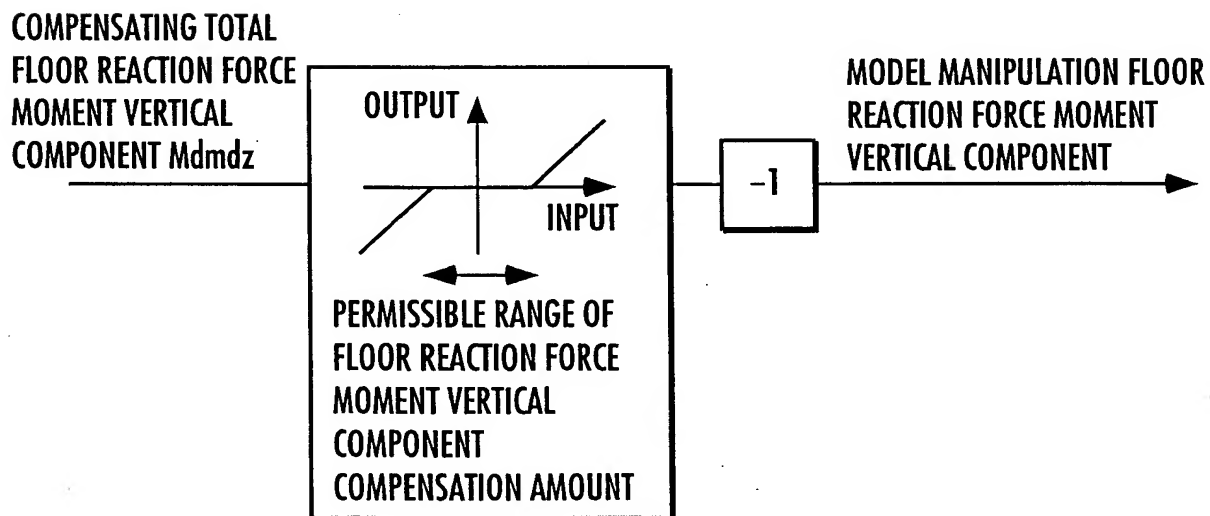 COMPENSATING TOTAL
FLOOR REACTION FORCE
MOMENT VERTICAL
COMPONENT Mdmdz
OUTPUT
INPUT
PERMISSIBLE RANGE OF
FLOOR REACTION FORCE
MOMENT VERTICAL
COMPONENT
COMPENSATION AMOUNT
-1
MODEL MANIPULATION FLOOR
REACTION FORCE MOMENT
VERTICAL COMPONENT